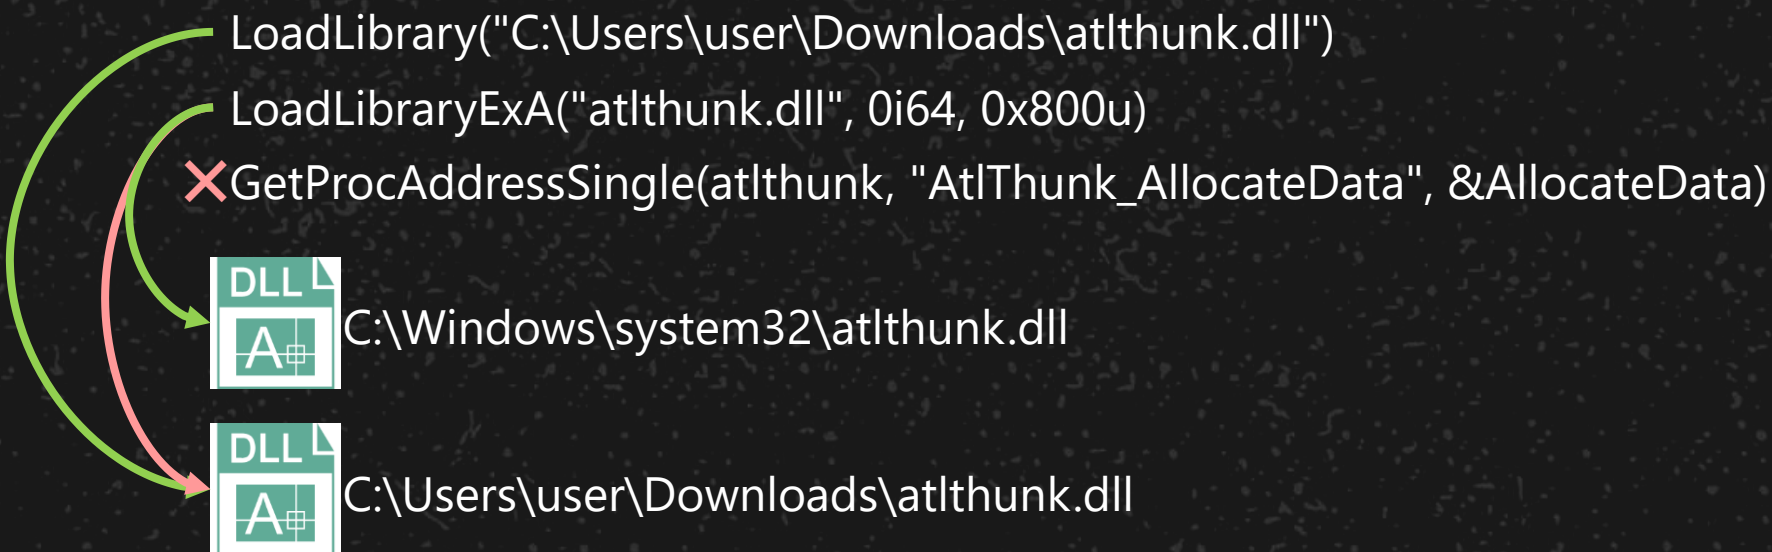 LoadLibrary("C:\Users\user\Downloads\atlthunk.dll")
LoadLibraryExA("atlthunk.dll", 0i64, 0x800u)
GetProcAddressSingle(atlthunk, "AtlThunk_AllocateData", &AllocateData)
DLL
A
C:\Windows\system32\atlthunk.dll
DLL
A
C:\Users\user\Downloads\atlthunk.dll